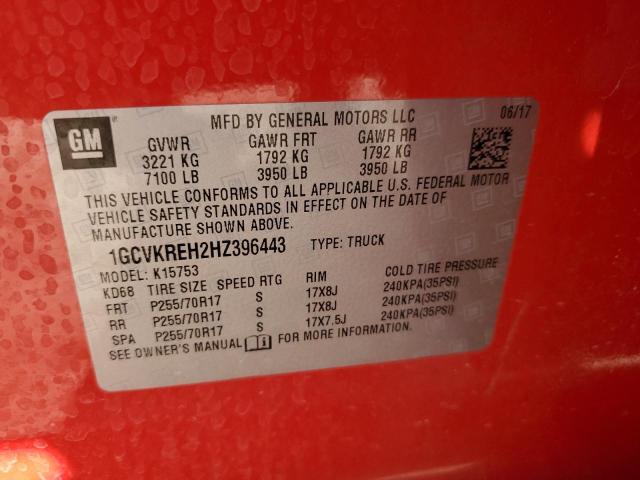 GM
MFD BY GENERAL MOTORS LLC 06/17
GVWR GAWR FRT GAWR RR
3221 KG 1792 KG 1792 KG
7100 LB 3950 LB 3950 LB
THIS VEHICLE CONFORMS TO ALL APPLICABLE U.S. FEDERAL MOTOR
VEHICLE SAFETY STANDARDS IN EFFECT ON THE DATE OF
MANUFACTURE SHOWN ABOVE.
1GCVKREH2HZ396443 TYPE: TRUCK
MODEL: K15753
KD68 TIRE SIZE SPEED RTG RIM COLD TIRE PRESSURE
FRT P255/70R17 S 17X8J 240KPA(35PSI)
RR P255/70R17 S 17X8J 240KPA(35PSI)
SPA P255/70R17 S 17X7.5J 240KPA(35PSI)
SEE OWNER'S MANUAL FOR MORE INFORMATION.